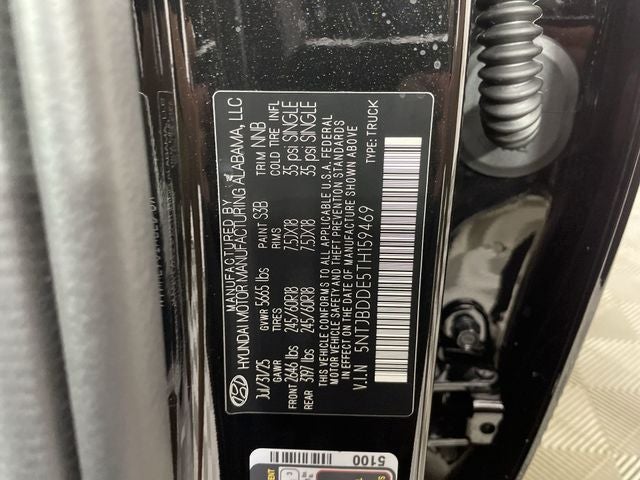 MANUFACTURED BY
HYUNDAI MOTOR MANUFACTURING ALABAMA, LLC
JUL/31/25 GVWR 5665 lbs PAINT S3B TRIM NNB
GAWR TIRES RIMS COLD TIRE INFL
FRONT 2646 lbs 245/60R18 7.5JX18 35 psi SINGLE
REAR 3197 lbs 245/60R18 7.5JX18 35 psi SINGLE
THIS VEHICLE CONFORMS TO ALL APPLICABLE U.S.A. FEDERAL
MOTOR VEHICLE SAFETY AND THEFT PREVENTION STANDARDS
IN EFFECT ON THE DATE OF MANUFACTURE SHOWN ABOVE
V.I.N 5NTJBDDE5TH159469 TYPE: TRUCK
5100